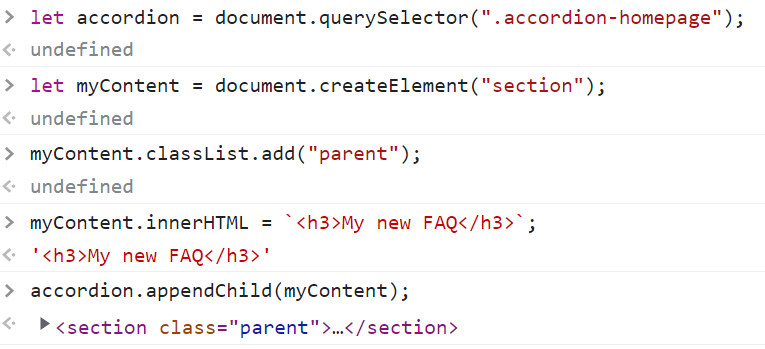 > let accordion = document.querySelector(".accordion-homepage");
<· undefined
> let myContent = document.createElement("section");
<· undefined
> myContent.classList.add("parent");
<· undefined
> myContent.innerHTML = `<h3>My new FAQ</h3>`;
<· '<h3>My new FAQ</h3>'
> accordion.appendChild(myContent);
<· ▶<section class="parent">…</section>